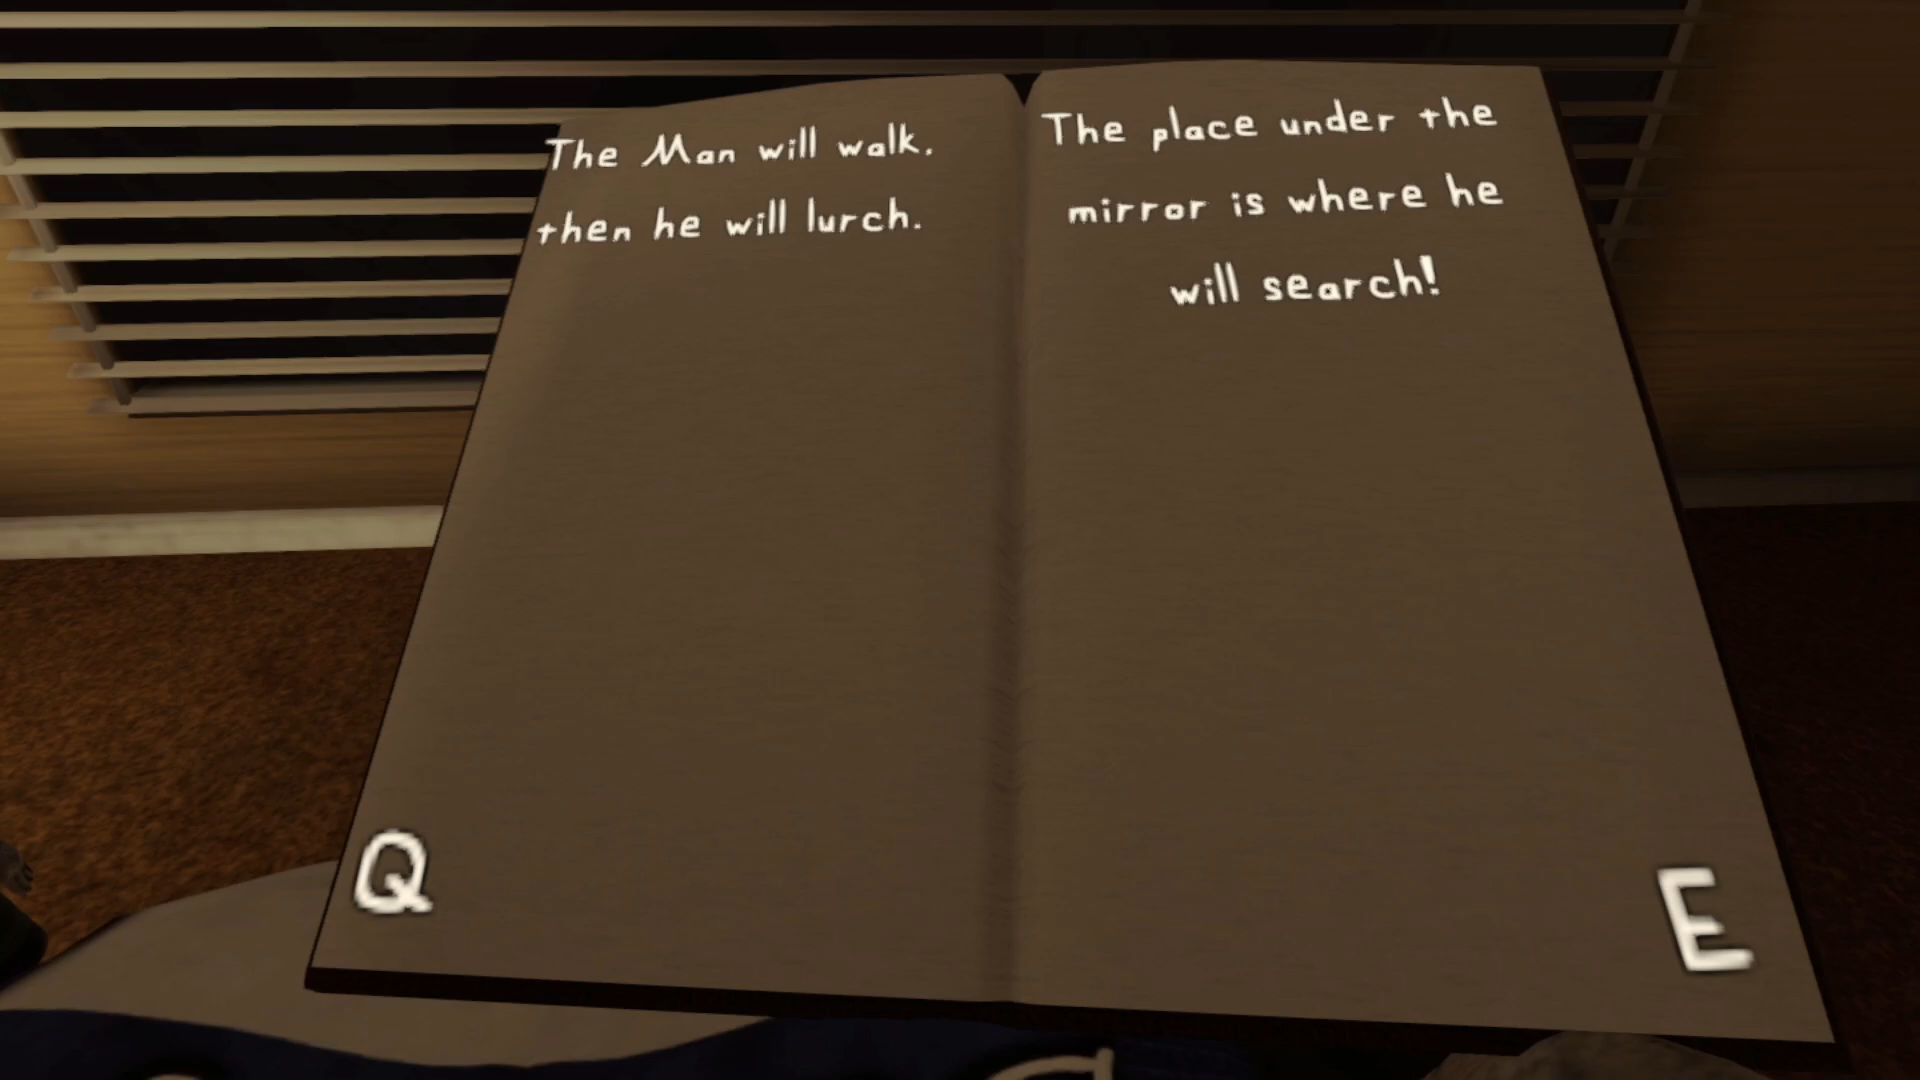 The Man will walk.
then he will lurch.
The place under the
mirror is where he
will search!
Q
E